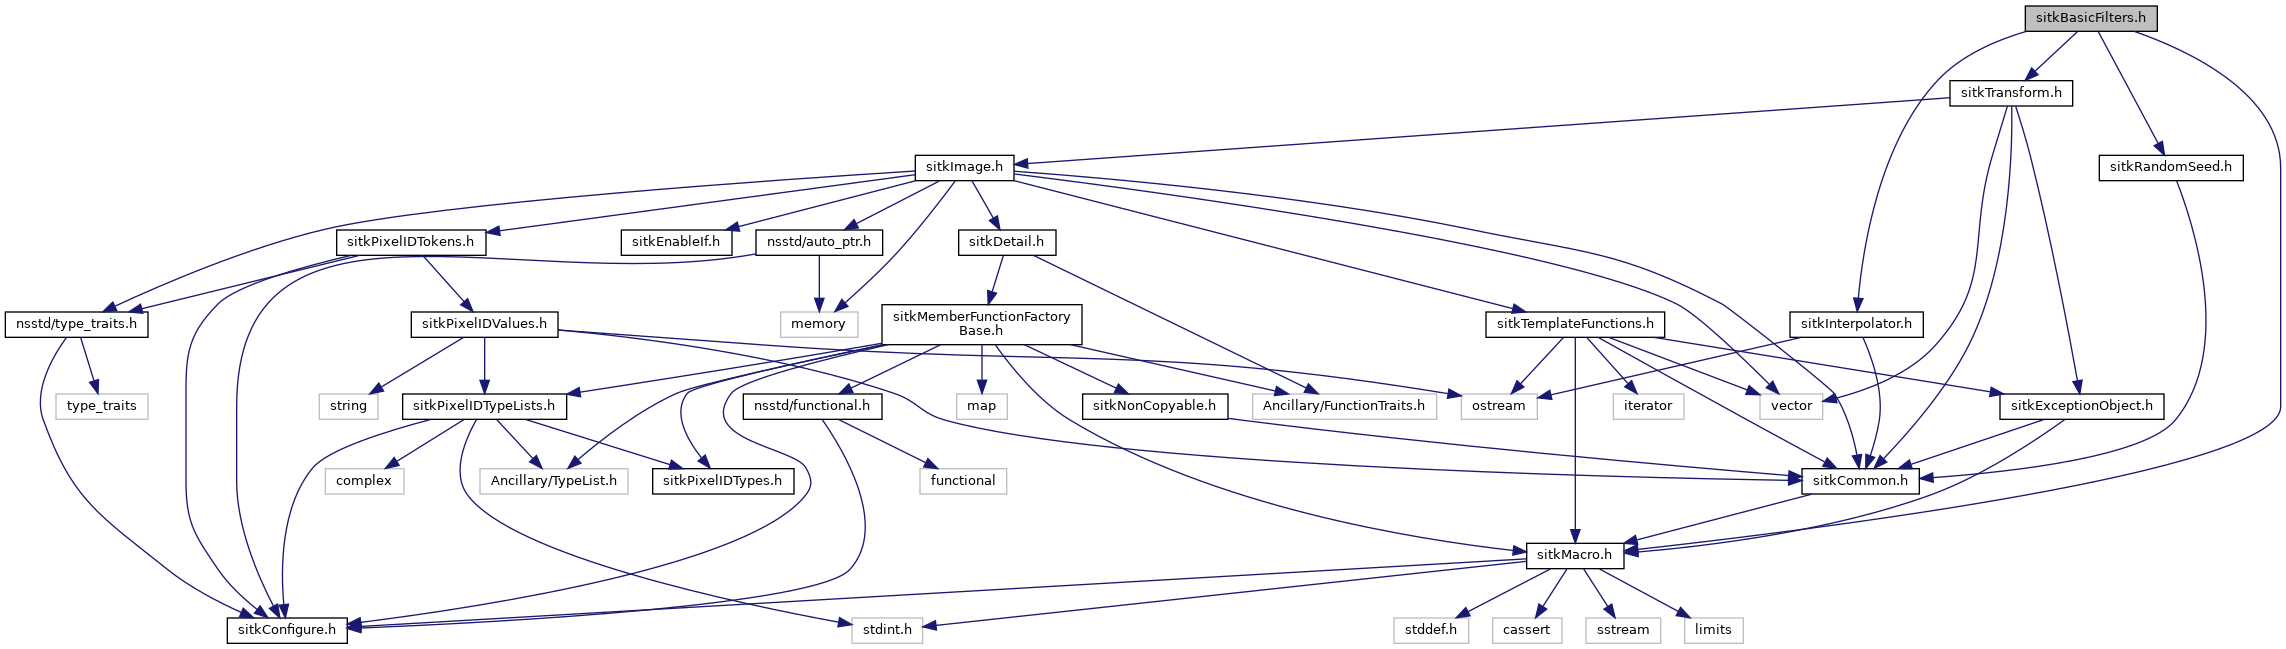 sitkBasicFilters.h
sitkTransform.h
sitkImage.h
sitkRandomSeed.h
sitkPixelIDTokens.h
sitkEnableIf.h
nsstd/auto_ptr.h
sitkDetail.h
nsstd/type_traits.h
sitkPixelIDValues.h
memory
sitkMemberFunctionFactory
Base.h
sitkTemplateFunctions.h
sitkInterpolator.h
type_traits
string
sitkPixelIDTypeLists.h
nsstd/functional.h
map
sitkNonCopyable.h
Ancillary/FunctionTraits.h
ostream
iterator
vector
sitkExceptionObject.h
complex
Ancillary/TypeList.h
sitkPixelIDTypes.h
functional
sitkCommon.h
sitkMacro.h
sitkConfigure.h
stdint.h
stddef.h
cassert
sstream
limits